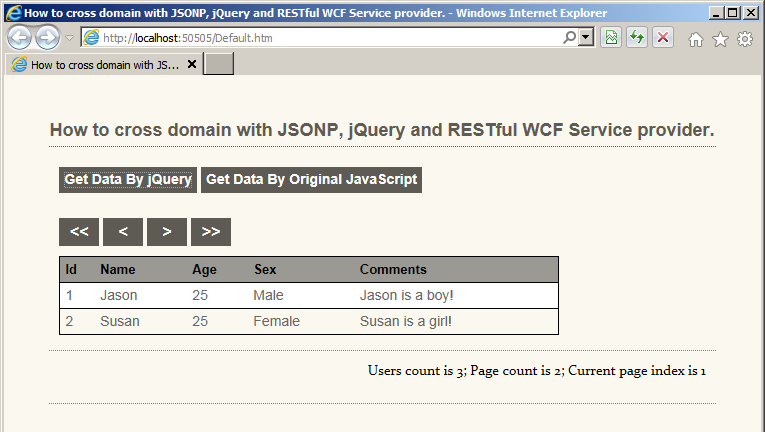 How to cross domain with JSONP, jQuery and RESTful WCF Service provider. - Windows Internet Explorer
http://localhost:50505/Default.htm
How to cross domain with JS...
How to cross domain with JSONP, jQuery and RESTful WCF Service provider.
Get Data By jQuery Get Data By Original JavaScript
<< < > >>
Id Name Age Sex Comments
1 Jason 25 Male Jason is a boy!
2 Susan 25 Female Susan is a girl!
Users count is 3; Page count is 2; Current page index is 1